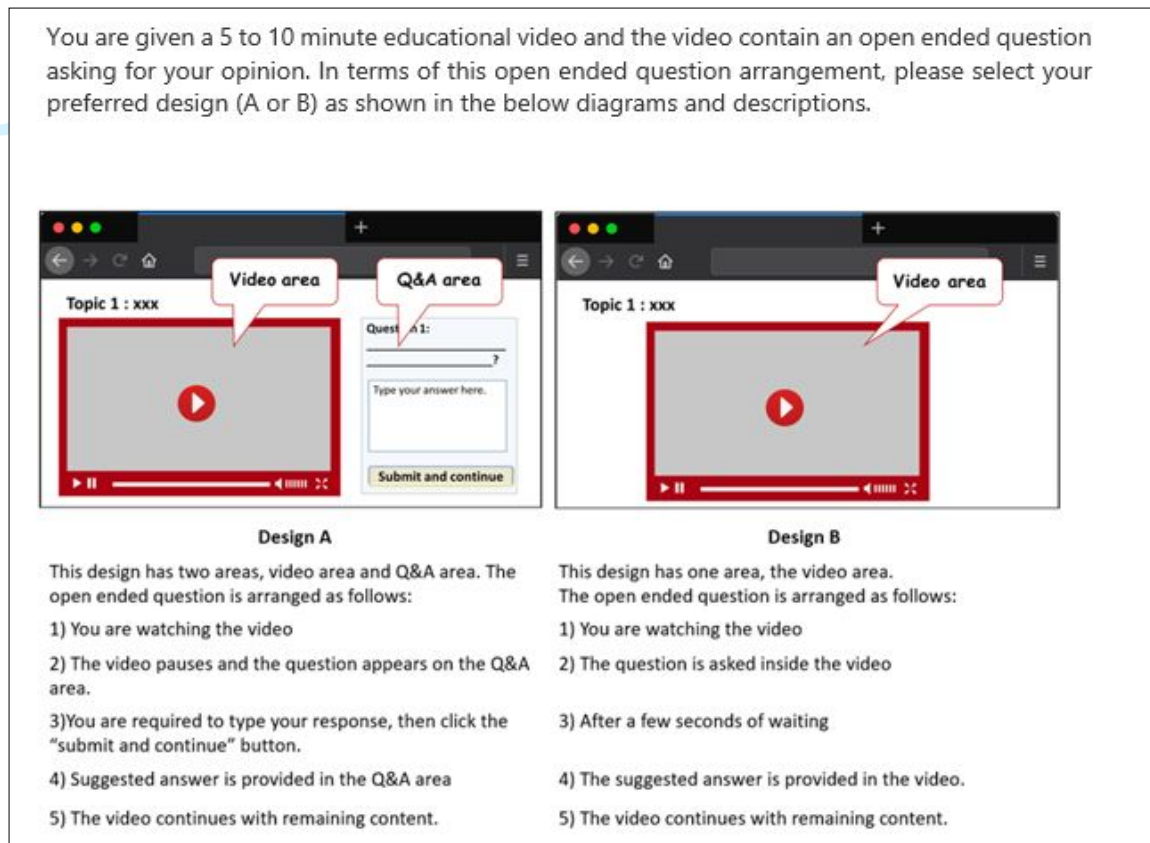 You are given a 5 to 10 minute educational video and the video contain an open ended question
asking for your opinion. In terms of this open ended question arrangement, please select your
preferred design (A or B) as shown in the below diagrams and descriptions.
Video area
Q&A area
Topic 1 : xxx
Question 1:
?
Type your answer here.
Submit and continue
Video area
Topic 1 : xxx
Design A
This design has two areas, video area and Q&A area. The
open ended question is arranged as follows:
1) You are watching the video
2) The video pauses and the question appears on the Q&A
area.
3)You are required to type your response, then click the
“submit and continue” button.
4) Suggested answer is provided in the Q&A area
5) The video continues with remaining content.
Design B
This design has one area, the video area.
The open ended question is arranged as follows:
1) You are watching the video
2) The question is asked inside the video
3) After a few seconds of waiting
4) The suggested answer is provided in the video.
5) The video continues with remaining content.